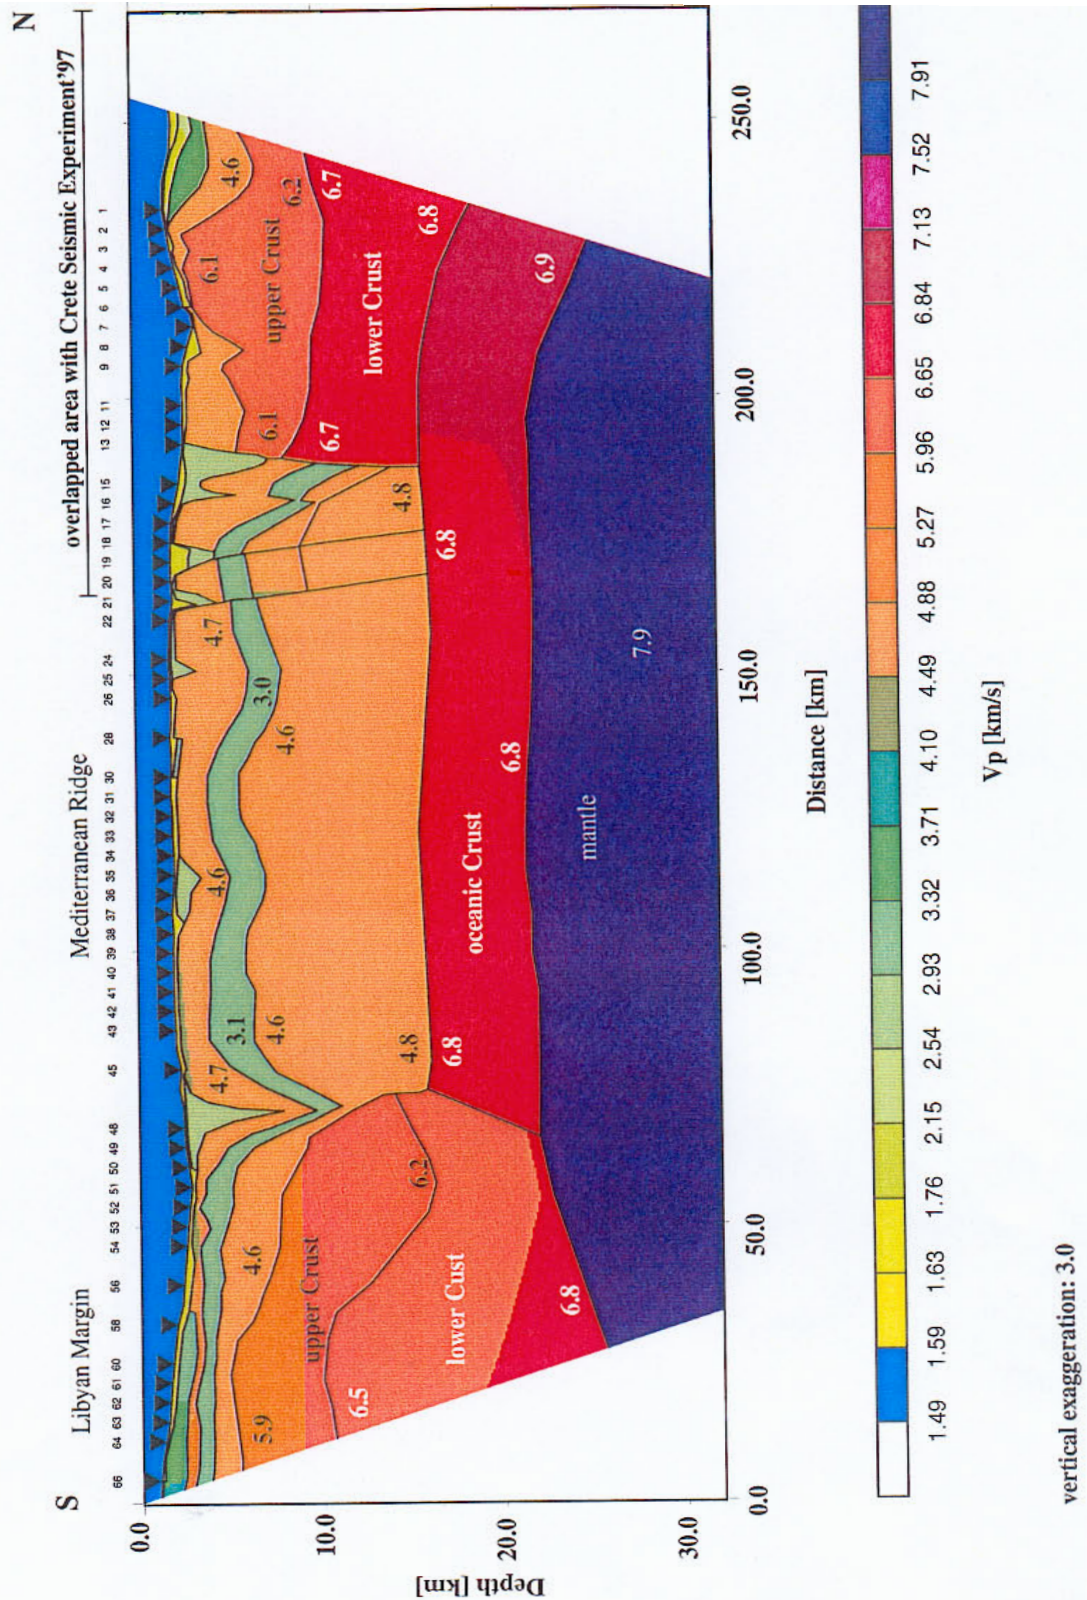 S N
overlapped area with Crete Seismic Experiment'97
Libyan Margin Mediterranean Ridge
66 64 63 62 61 60 58 56 54 53 52 51 50 49 48 45 43 42 41 40 39 38 37 36 35 34 33 32 31 30 28 26 25 24 22 21 20 19 18 17 16 15 13 12 11 9 8 7 6 5 4 3 2 1
0.0
10.0
20.0
30.0
Depth [km]
4.7 4.6 4.7 6.1 4.6
3.1 3.0
5.9 4.6 4.6 4.6 6.1 upper Crust 6.2
upper Crust 6.7 6.7
6.5 6.2 4.8 4.8 lower Crust 6.8
lower Cust 6.8 6.8
oceanic Crust 6.8 6.9
6.8
mantle 7.9
0.0 50.0 100.0 150.0 200.0 250.0
Distance [km]
1.49 1.59 1.63 1.76 2.15 2.54 2.93 3.32 3.71 4.10 4.49 4.88 5.27 5.96 6.65 6.84 7.13 7.52 7.91
Vp [km/s]
vertical exaggeration: 3.0